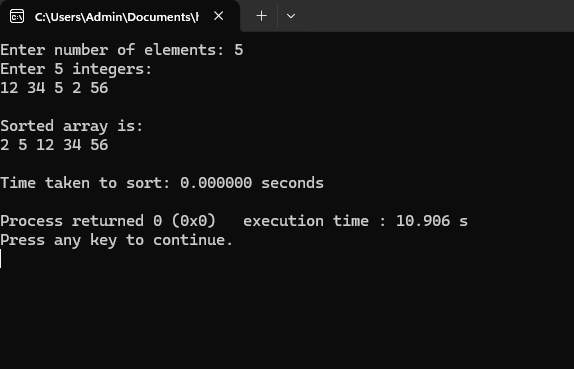 C:\Users\Admin\Documents\h
Enter number of elements: 5
Enter 5 integers:
12 34 5 2 56
Sorted array is:
2 5 12 34 56
Time taken to sort: 0.000000 seconds
Process returned 0 (0x0)   execution time : 10.906 s
Press any key to continue.